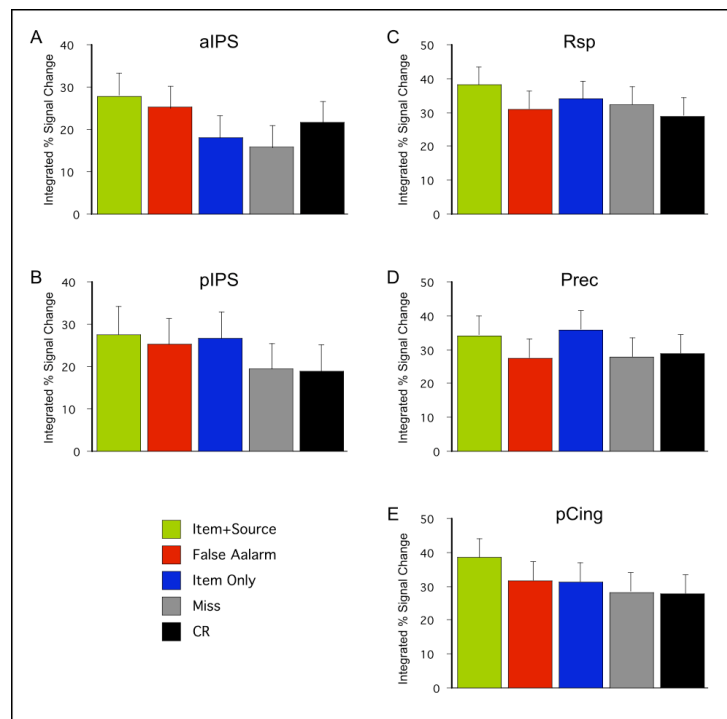 A
aIPS
Integrated % Signal Change
40
30
20
10
0
B
pIPS
Integrated % Signal Change
40
30
20
10
0
Item+Source
False Aalarm
Item Only
Miss
CR
C
Rsp
Integrated % Signal Change
50
40
30
20
10
0
D
Prec
Integrated % Signal Change
50
40
30
20
10
0
E
pCing
Integrated % Signal Change
50
40
30
20
10
0